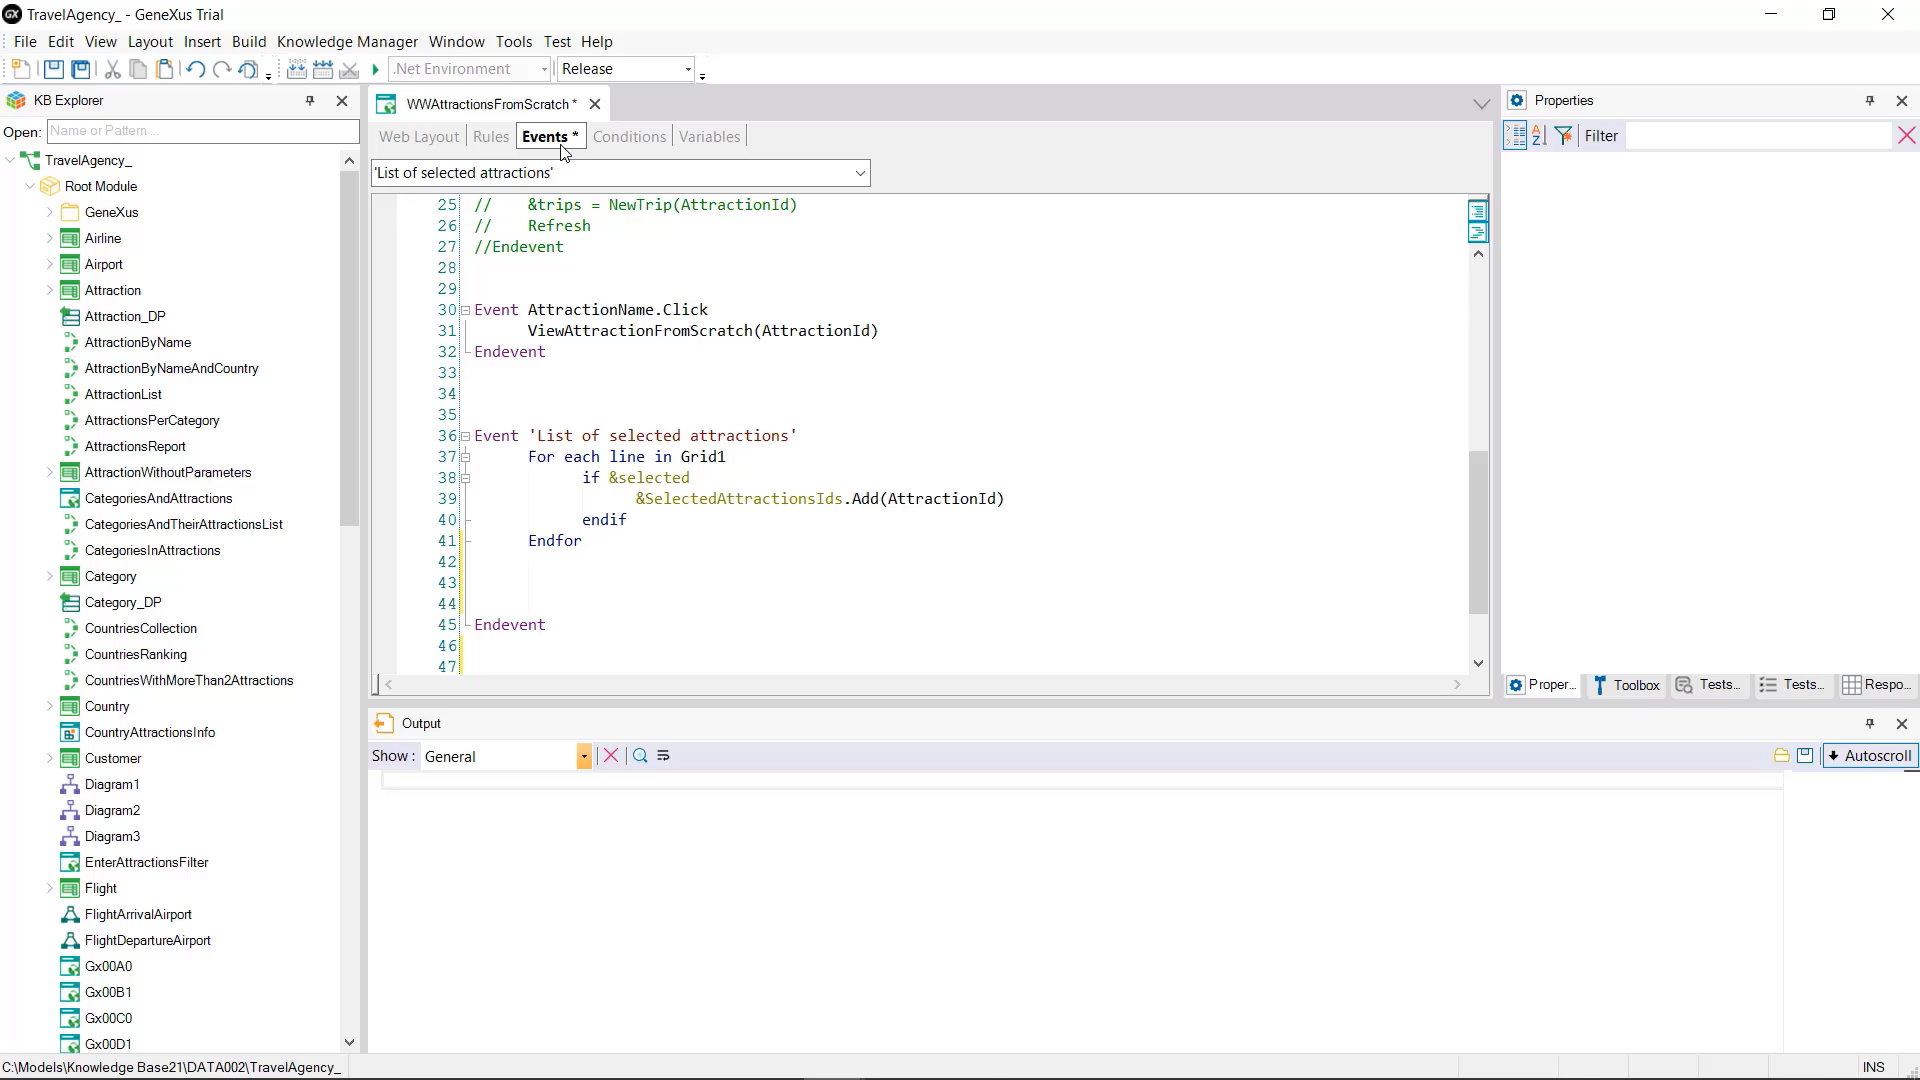 TravelAgency_ - GeneXus Trial
File Edit View Layout Insert Build Knowledge Manager Window Tools Test Help
.Net Environment Release
KB Explorer
Open: Name or Pattern ...
TravelAgency_
Root Module
GeneXus
Airline
Airport
Attraction
Attraction_DP
AttractionByName
AttractionByNameAndCountry
AttractionList
AttractionsPerCategory
AttractionsReport
AttractionWithoutParameters
CategoriesAndAttractions
CategoriesAndTheirAttractionsList
CategoriesInAttractions
Category
Category_DP
CountriesCollection
CountriesRanking
CountriesWithMoreThan2Attractions
Country
CountryAttractionsInfo
Customer
Diagram1
Diagram2
Diagram3
EnterAttractionsFilter
Flight
FlightArrivalAirport
FlightDepartureAirport
Gx00A0
Gx00B1
Gx00C0
Gx00D1
WWAttractionsFromScratch *
Web Layout Rules Events * Conditions Variables
'List of selected attractions'
25 // &trips = NewTrip(AttractionId)
26 // Refresh
27 //Endevent
28
29
30 Event AttractionName.Click
31 ViewAttractionFromScratch(AttractionId)
32 Endevent
33
34
35
36 Event 'List of selected attractions'
37 For each line in Grid1
38 if &selected
39 &SelectedAttractionsIds.Add(AttractionId)
40 endif
41 Endfor
42
43
44
45 Endevent
46
47
Properties
Filter
Proper... Toolbox Tests... Tests... Respo...
Output
Show: General
Autoscroll
C:\Models\Knowledge Base21\DATA002\TravelAgency_
INS